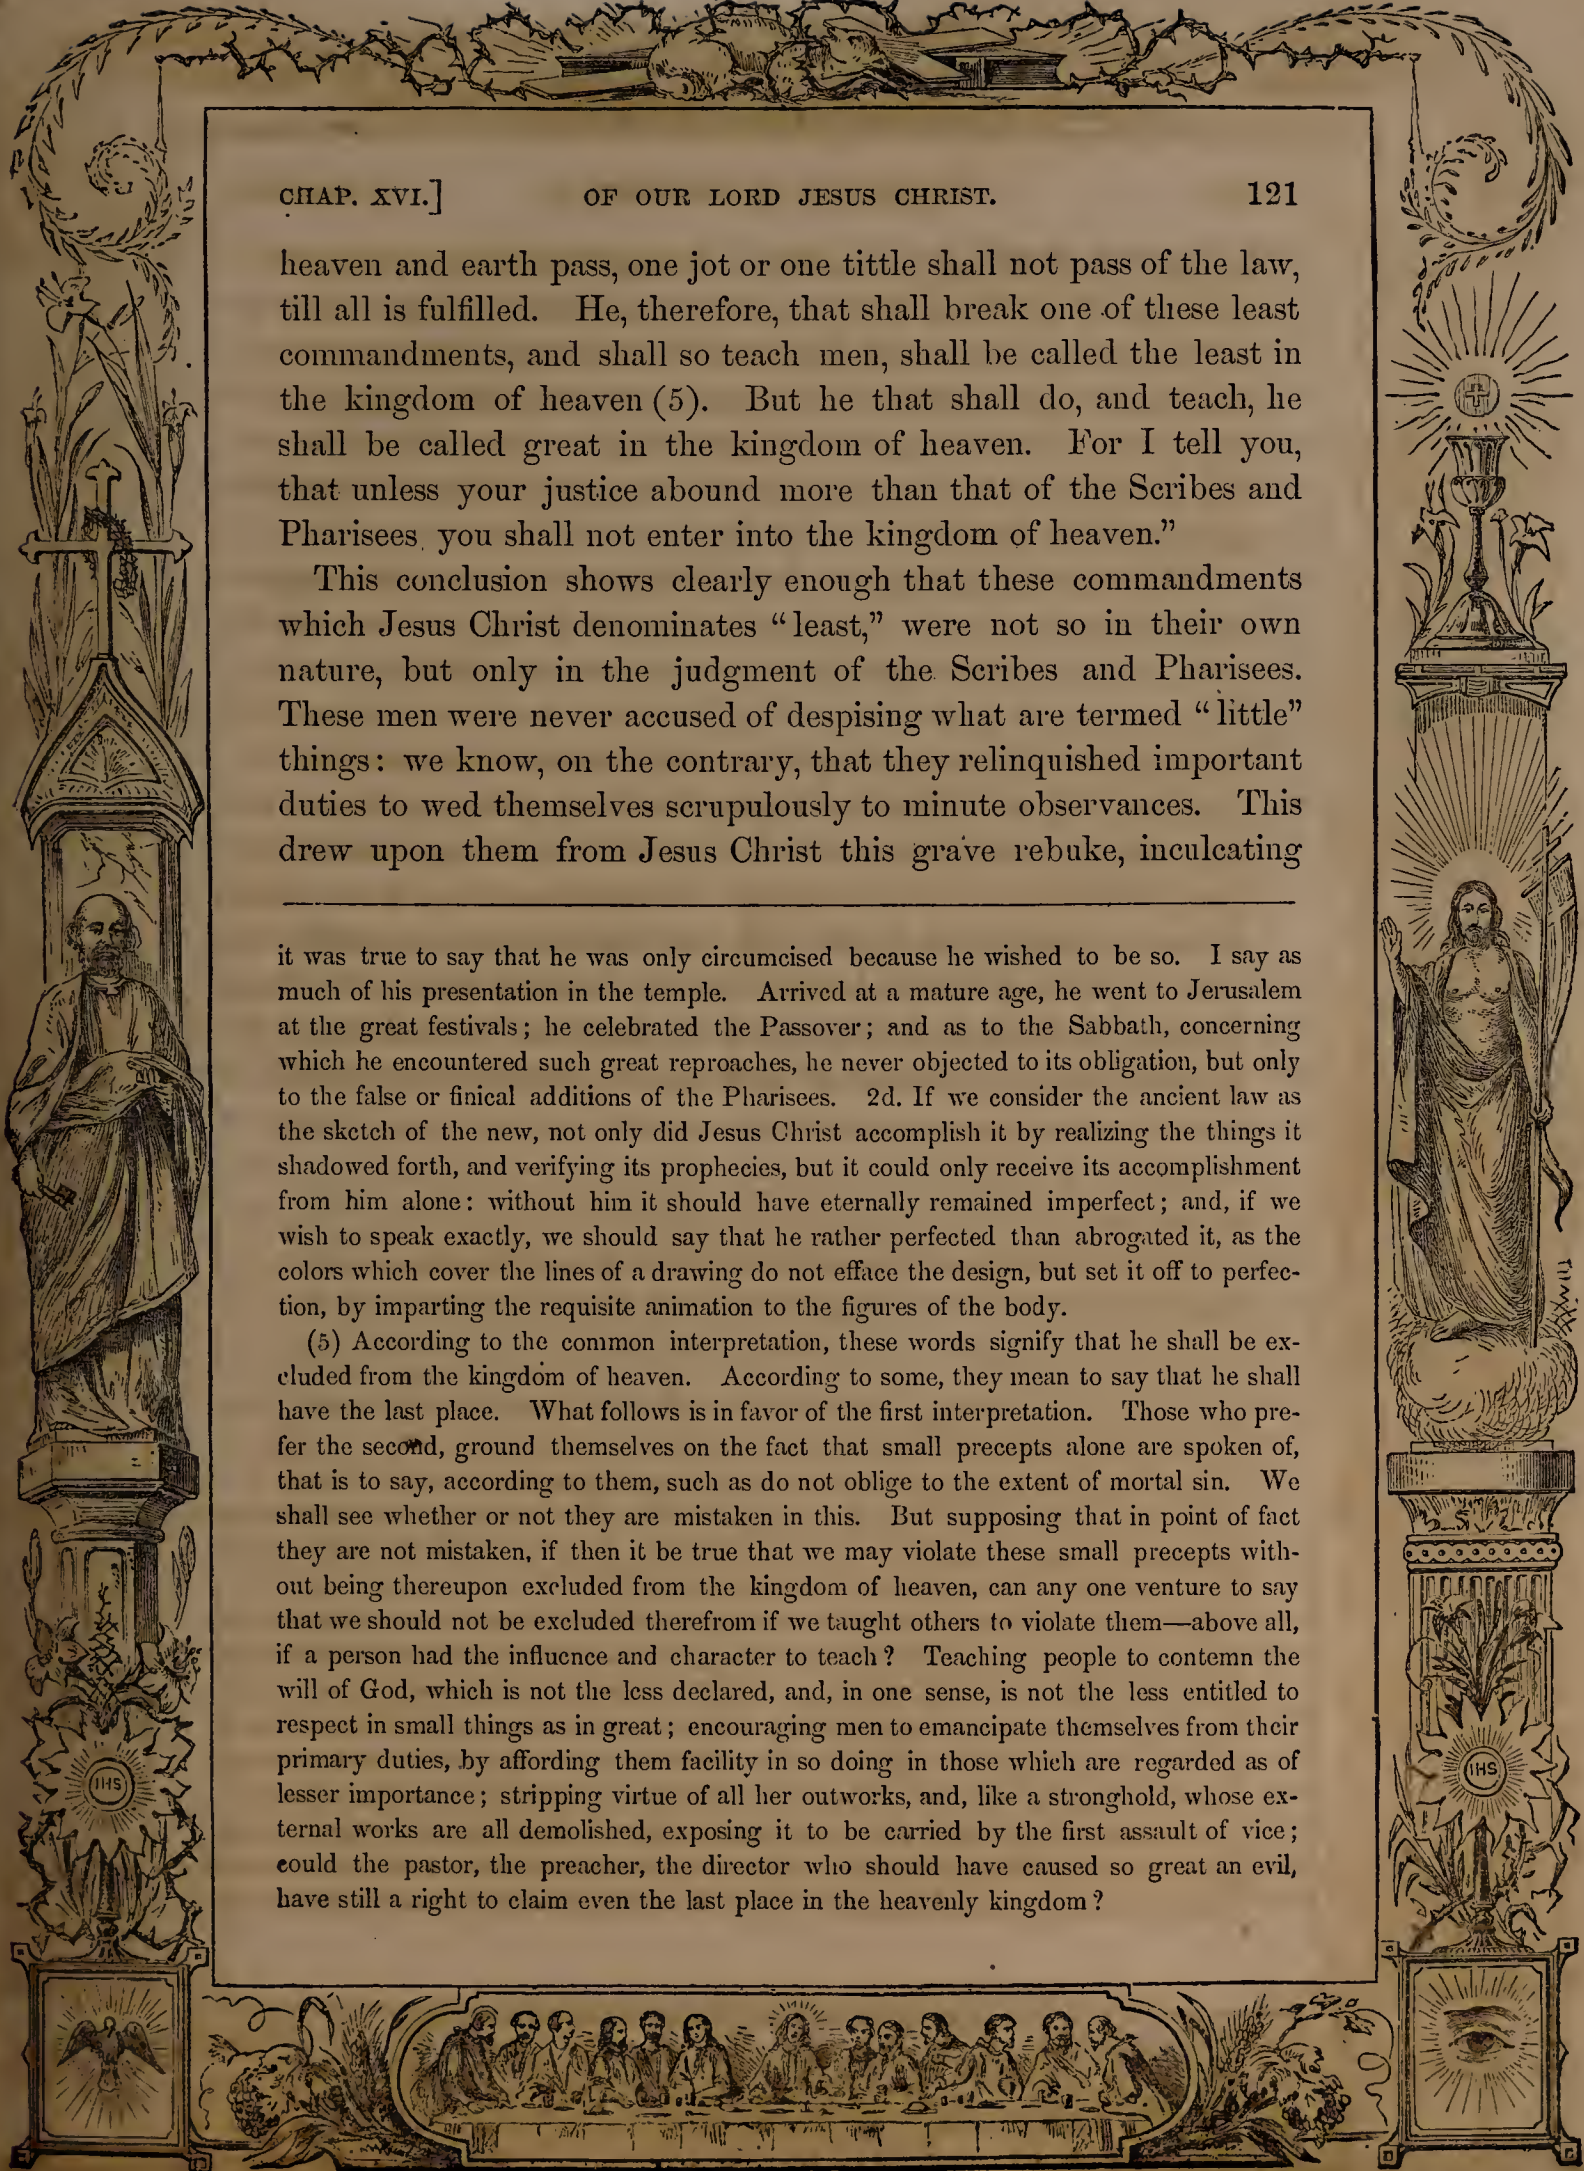 CHAP. XVI.] OF OUR LORD JESUS CHRIST. 121
heaven and earth pass, one jot or one tittle shall not pass of the law,
till all is fulfilled. He, therefore, that shall break one of these least
commandments, and shall so teach men, shall be called the least in
the kingdom of heaven (5). But he that shall do, and teach, he
shall be called great in the kingdom of heaven. For I tell you,
that unless your justice abound more than that of the Scribes and
Pharisees, you shall not enter into the kingdom of heaven.”
This conclusion shows clearly enough that these commandments
which Jesus Christ denominates “least,” were not so in their own
nature, but only in the judgment of the Scribes and Pharisees.
These men were never accused of despising what are termed “little”
things: we know, on the contrary, that they relinquished important
duties to wed themselves scrupulously to minute observances. This
drew upon them from Jesus Christ this grave rebuke, inculcating
it was true to say that he was only circumcised because he wished to be so. I say as
much of his presentation in the temple. Arrived at a mature age, he went to Jerusalem
at the great festivals; he celebrated the Passover; and as to the Sabbath, concerning
which he encountered such great reproaches, he never objected to its obligation, but only
to the false or finical additions of the Pharisees. 2d. If we consider the ancient law as
the sketch of the new, not only did Jesus Christ accomplish it by realizing the things it
shadowed forth, and verifying its prophecies, but it could only receive its accomplishment
from him alone: without him it should have eternally remained imperfect; and, if we
wish to speak exactly, we should say that he rather perfected than abrogated it, as the
colors which cover the lines of a drawing do not efface the design, but set it off to perfec-
tion, by imparting the requisite animation to the figures of the body.
(5) According to the common interpretation, these words signify that he shall be ex-
cluded from the kingdom of heaven. According to some, they mean to say that he shall
have the last place. What follows is in favor of the first interpretation. Those who pre-
fer the second, ground themselves on the fact that small precepts alone are spoken of,
that is to say, according to them, such as do not oblige to the extent of mortal sin. We
shall see whether or not they are mistaken in this. But supposing that in point of fact
they are not mistaken, if then it be true that we may violate these small precepts with-
out being thereupon excluded from the kingdom of heaven, can any one venture to say
that we should not be excluded therefrom if we taught others to violate them—above all,
if a person had the influence and character to teach? Teaching people to contemn the
will of God, which is not the less declared, and, in one sense, is not the less entitled to
respect in small things as in great; encouraging men to emancipate themselves from their
primary duties, by affording them facility in so doing in those which are regarded as of
lesser importance; stripping virtue of all her outworks, and, like a stronghold, whose ex-
ternal works are all demolished, exposing it to be carried by the first assault of vice;
could the pastor, the preacher, the director who should have caused so great an evil,
have still a right to claim even the last place in the heavenly kingdom?
IHS
IHS